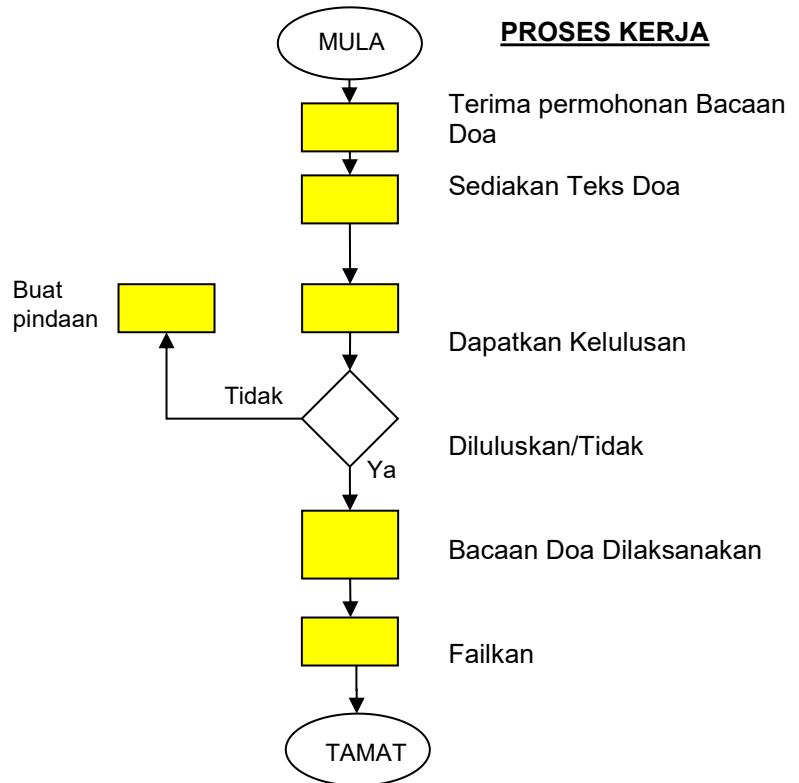 MULA
PROSES KERJA
Terima permohonan Bacaan
Doa
Sediakan Teks Doa
Buat
pindaan
Dapatkan Kelulusan
Tidak
Diluluskan/Tidak
Ya
Bacaan Doa Dilaksanakan
Failkan
TAMAT